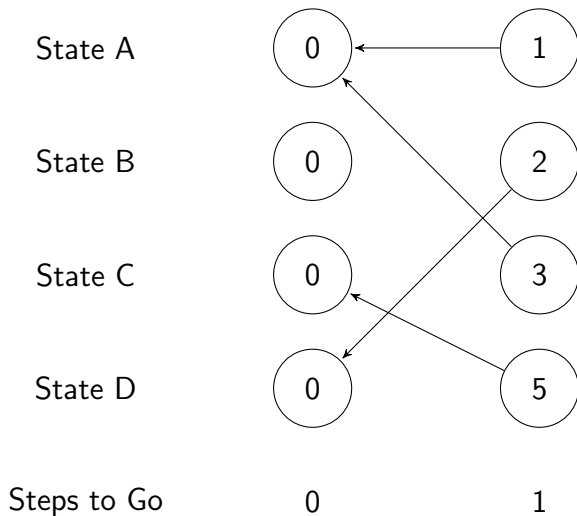 State A 0 1
State B 0 2
State C 0 3
State D 0 5
Steps to Go 0 1